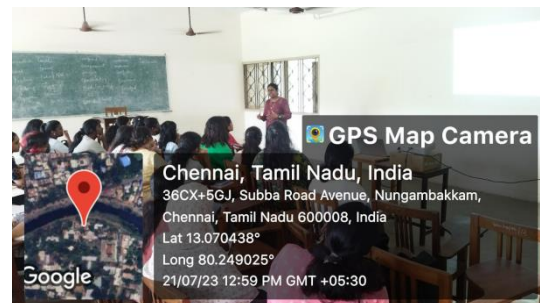 GPS Map Camera
Chennai, Tamil Nadu, India
36CX+5GJ, Subba Road Avenue, Nungambakkam,
Chennai, Tamil Nadu 600008, India
Lat 13.070438°
Long 80.249025°
21/07/23 12:59 PM GMT +05:30
Google